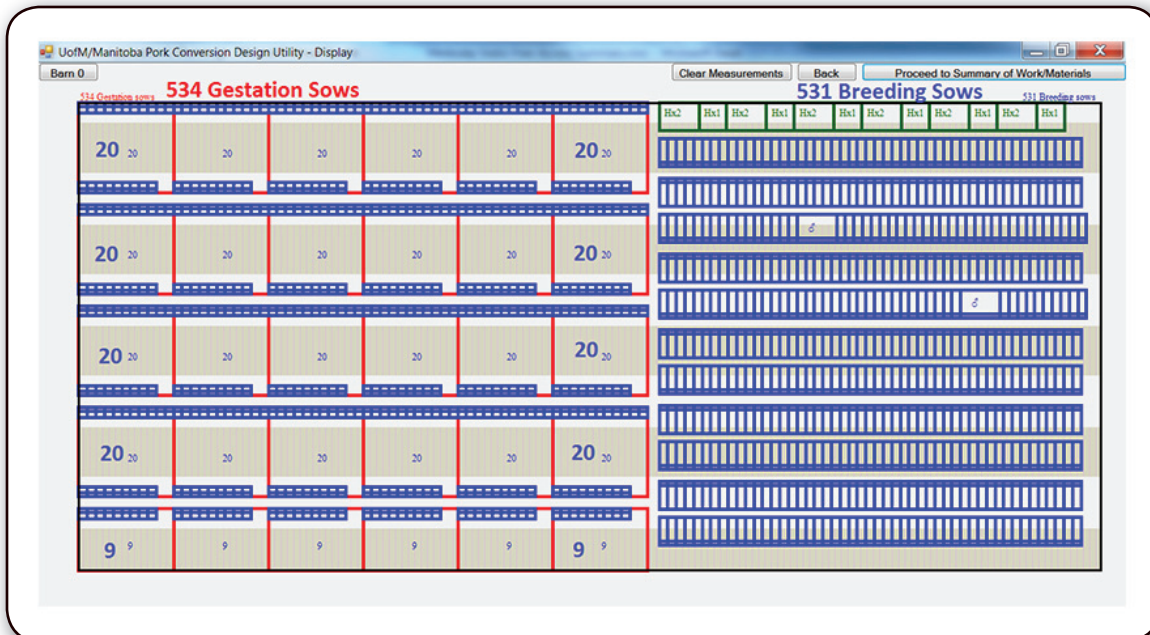 UofM/Manitoba Pork Conversion Design Utility - Display
Barn 0 Clear Measurements Back Proceed to Summary of Work/Materials
534 Gestation sows 534 Gestation Sows 531 Breeding Sows 531 Breeding sows
Hx2 Hx1 Hx2 Hx1 Hx2 Hx1 Hx2 Hx1 Hx2 Hx1 Hx2 Hx1
20 20 20 20 20 20 20 20
♂
20 20 20 20 20 20 20 20
♂
20 20 20 20 20 20 20 20
20 20 20 20 20 20 20 20
9 9 9 9 9 9 9 9